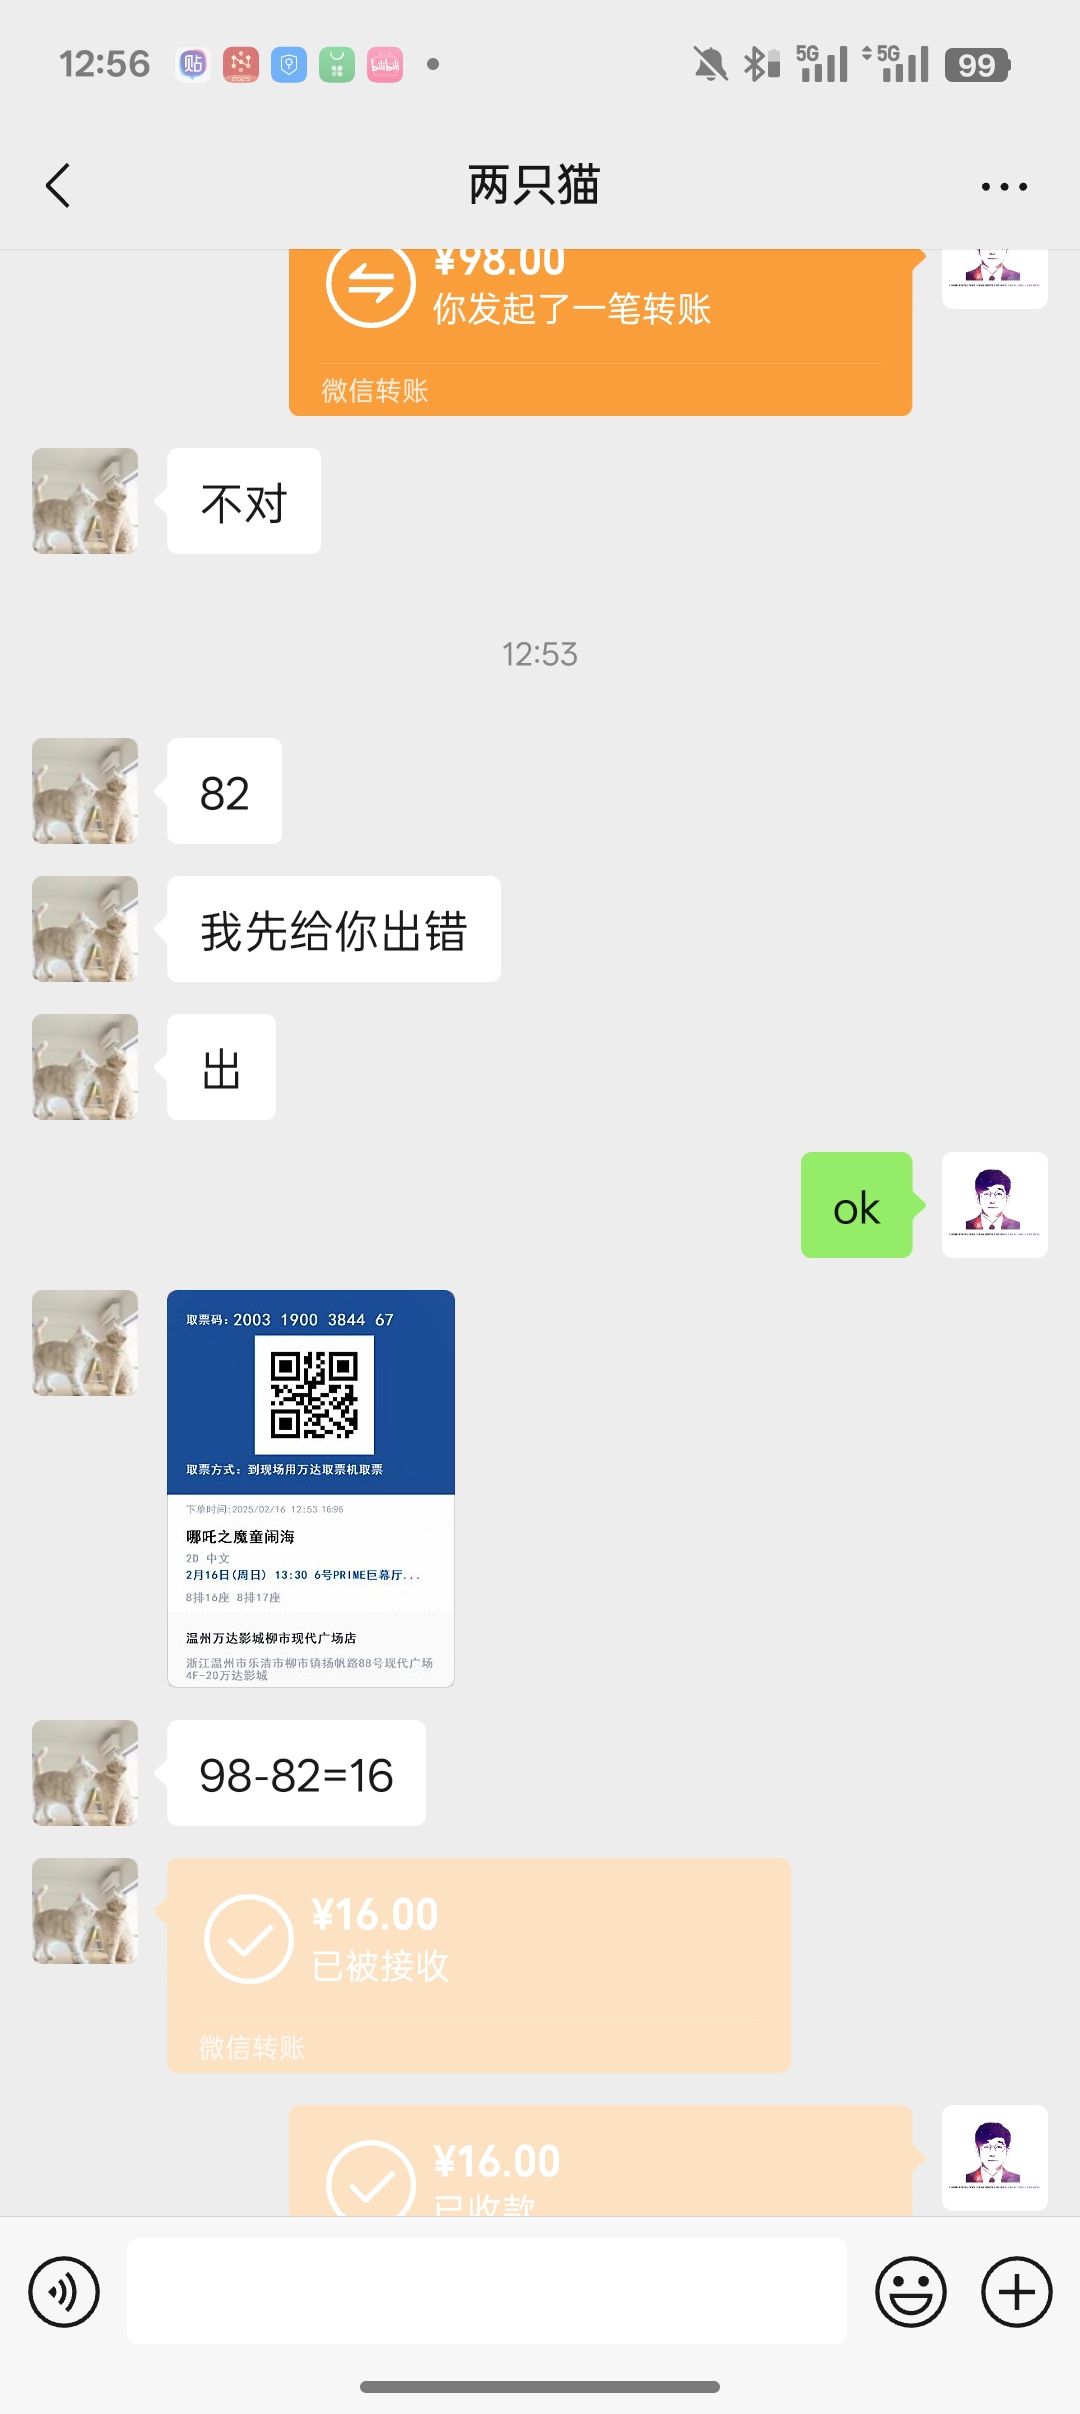 12:56
贴
2025
bilibili
5G
5G
99
两只猫
¥98.00
你发起了一笔转账
微信转账
不对
12:53
82
我先给你出错
出
ok
取票码：2003 1900 3844 67
取票方式：到现场用万达取票机取票
下单时间:2025/02/16 12:53 16:96
哪吒之魔童闹海
2D 中文
2月16日(周日) 13:30 6号PRIME巨幕厅...
8排16座 8排17座
温州万达影城柳市现代广场店
浙江温州市乐清市柳市镇扬帆路88号现代广场
4F-20万达影城
98-82=16
¥16.00
已被接收
微信转账
¥16.00
已收款